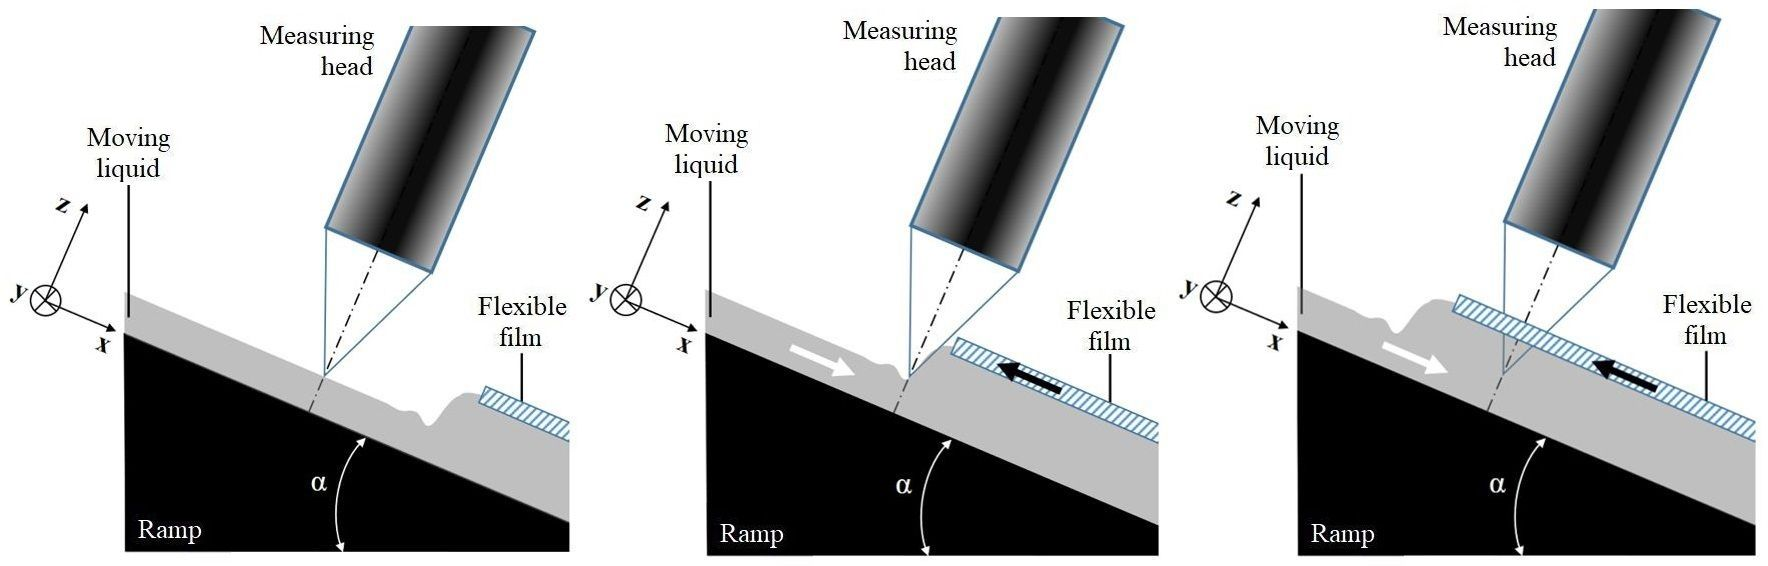 Measuring
head
Moving
liquid
z
y
x
Flexible
film
α
Ramp
Measuring
head
Moving
liquid
z
y
x
Flexible
film
α
Ramp
Measuring
head
Moving
liquid
z
y
x
Flexible
film
α
Ramp